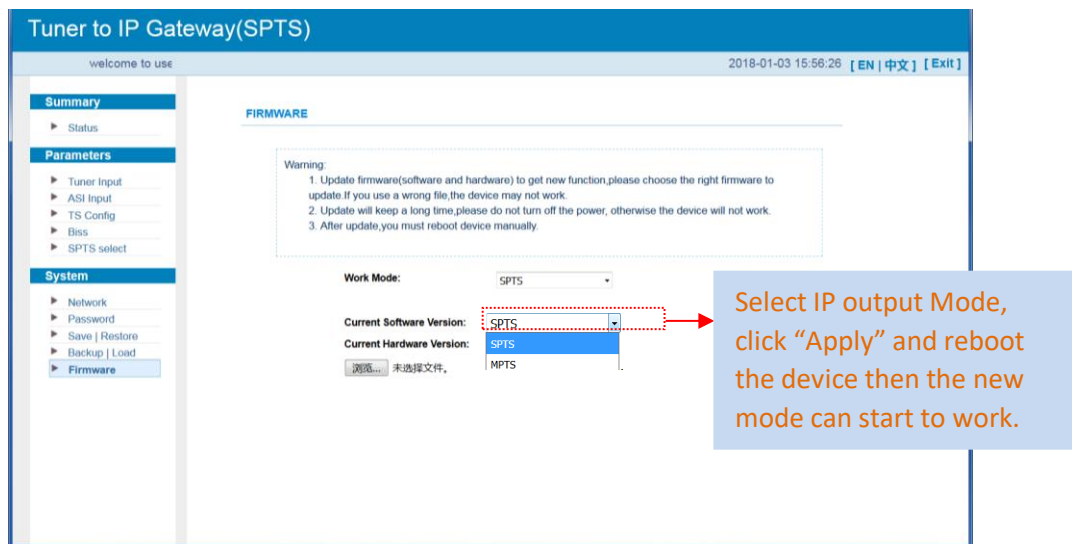 Tuner to IP Gateway(SPTS)
welcome to use
2018-01-03 15:56:26 [ EN | 中文 ] [ Exit ]
Summary
Status
Parameters
Tuner Input
ASI Input
TS Config
Biss
SPTS select
System
Network
Password
Save | Restore
Backup | Load
Firmware
FIRMWARE
Warning:
1. Update firmware(software and hardware) to get new function,please choose the right firmware to
update.If you use a wrong file,the device may not work.
2. Update will keep a long time,please do not turn off the power, otherwise the device will not work.
3. After update,you must reboot device manually.
Work Mode:
SPTS
Current Software Version:
SPTS
Current Hardware Version:
SPTS
MPTS
浏览... 未选择文件。
Select IP output Mode,
click “Apply” and reboot
the device then the new
mode can start to work.